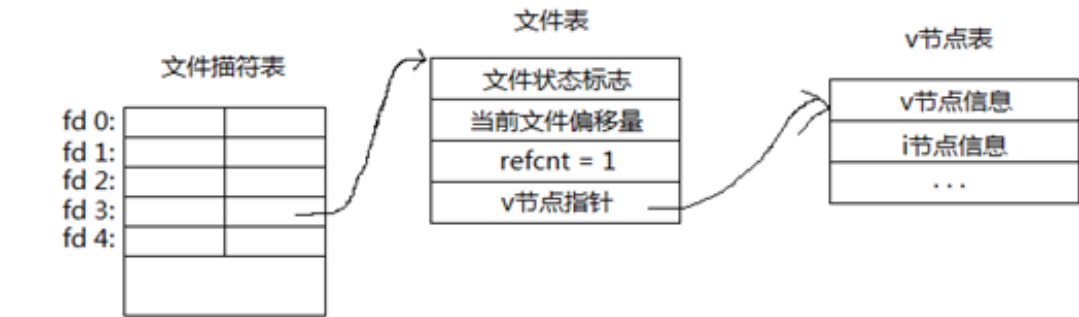 文件描符表
fd 0:
fd 1:
fd 2:
fd 3:
fd 4:
文件表
文件状态标志
当前文件偏移量
refcnt = 1
v节点指针
v节点表
v节点信息
i节点信息
...